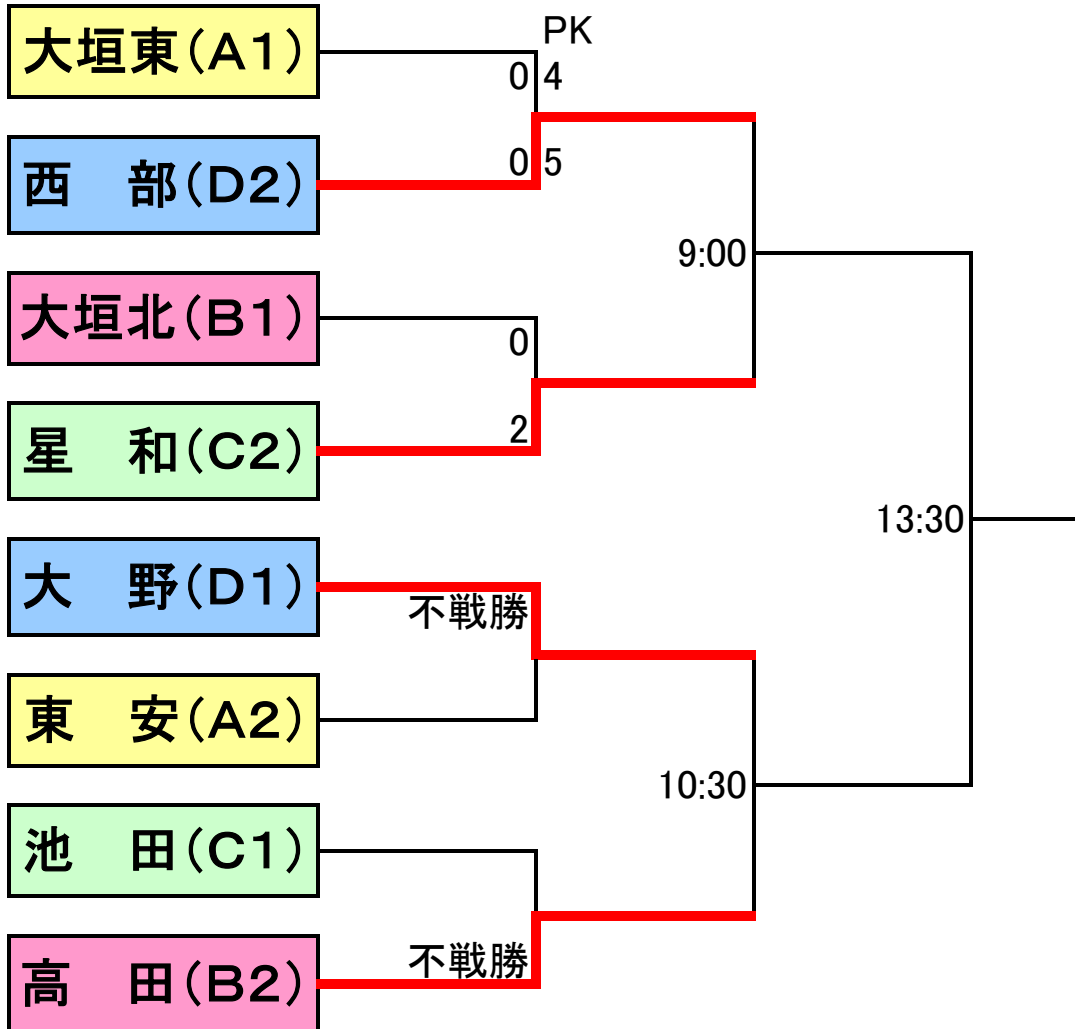 大垣東(A1)
PK
0 4
西　部(D2)
0 5
9:00
大垣北(B1)
0
星　和(C2)
2
13:30
大　野(D1)
不戦勝
東　安(A2)
10:30
池　田(C1)
高　田(B2)
不戦勝